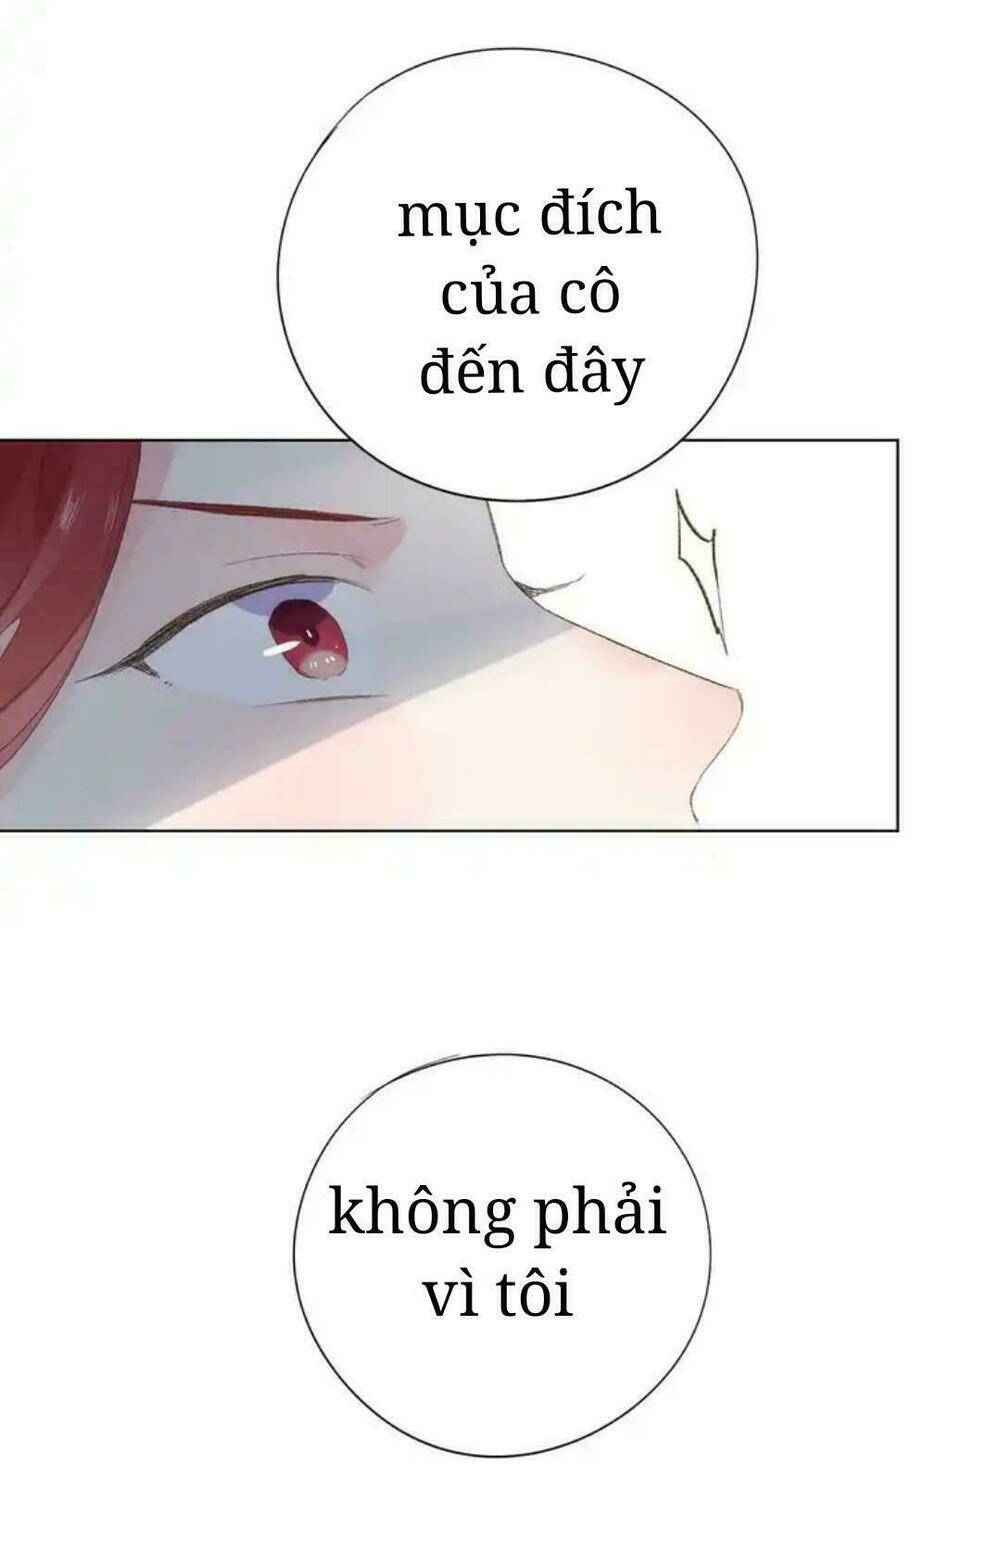 mục đích
của cô
đến đây
không phải
vì tôi